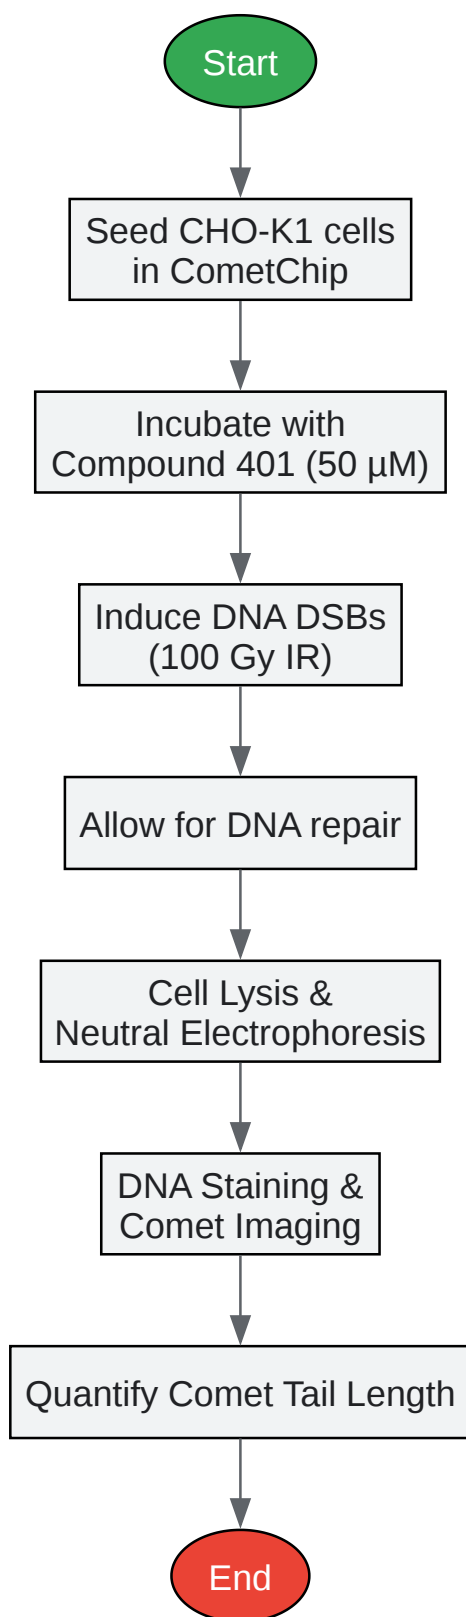 Start
Seed CHO-K1 cells
in CometChip
Incubate with
Compound 401 (50 µM)
Induce DNA DSBs
(100 Gy IR)
Allow for DNA repair
Cell Lysis &
Neutral Electrophoresis
DNA Staining &
Comet Imaging
Quantify Comet Tail Length
End